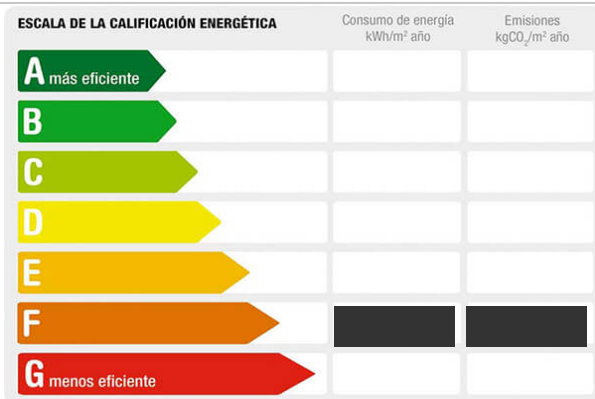 ESCALA DE LA CALIFICACIÓN ENERGÉTICA
Consumo de energía
kWh/m² año
Emisiones
kgCO₂/m² año
A más eficiente
B
C
D
E
F
G menos eficiente